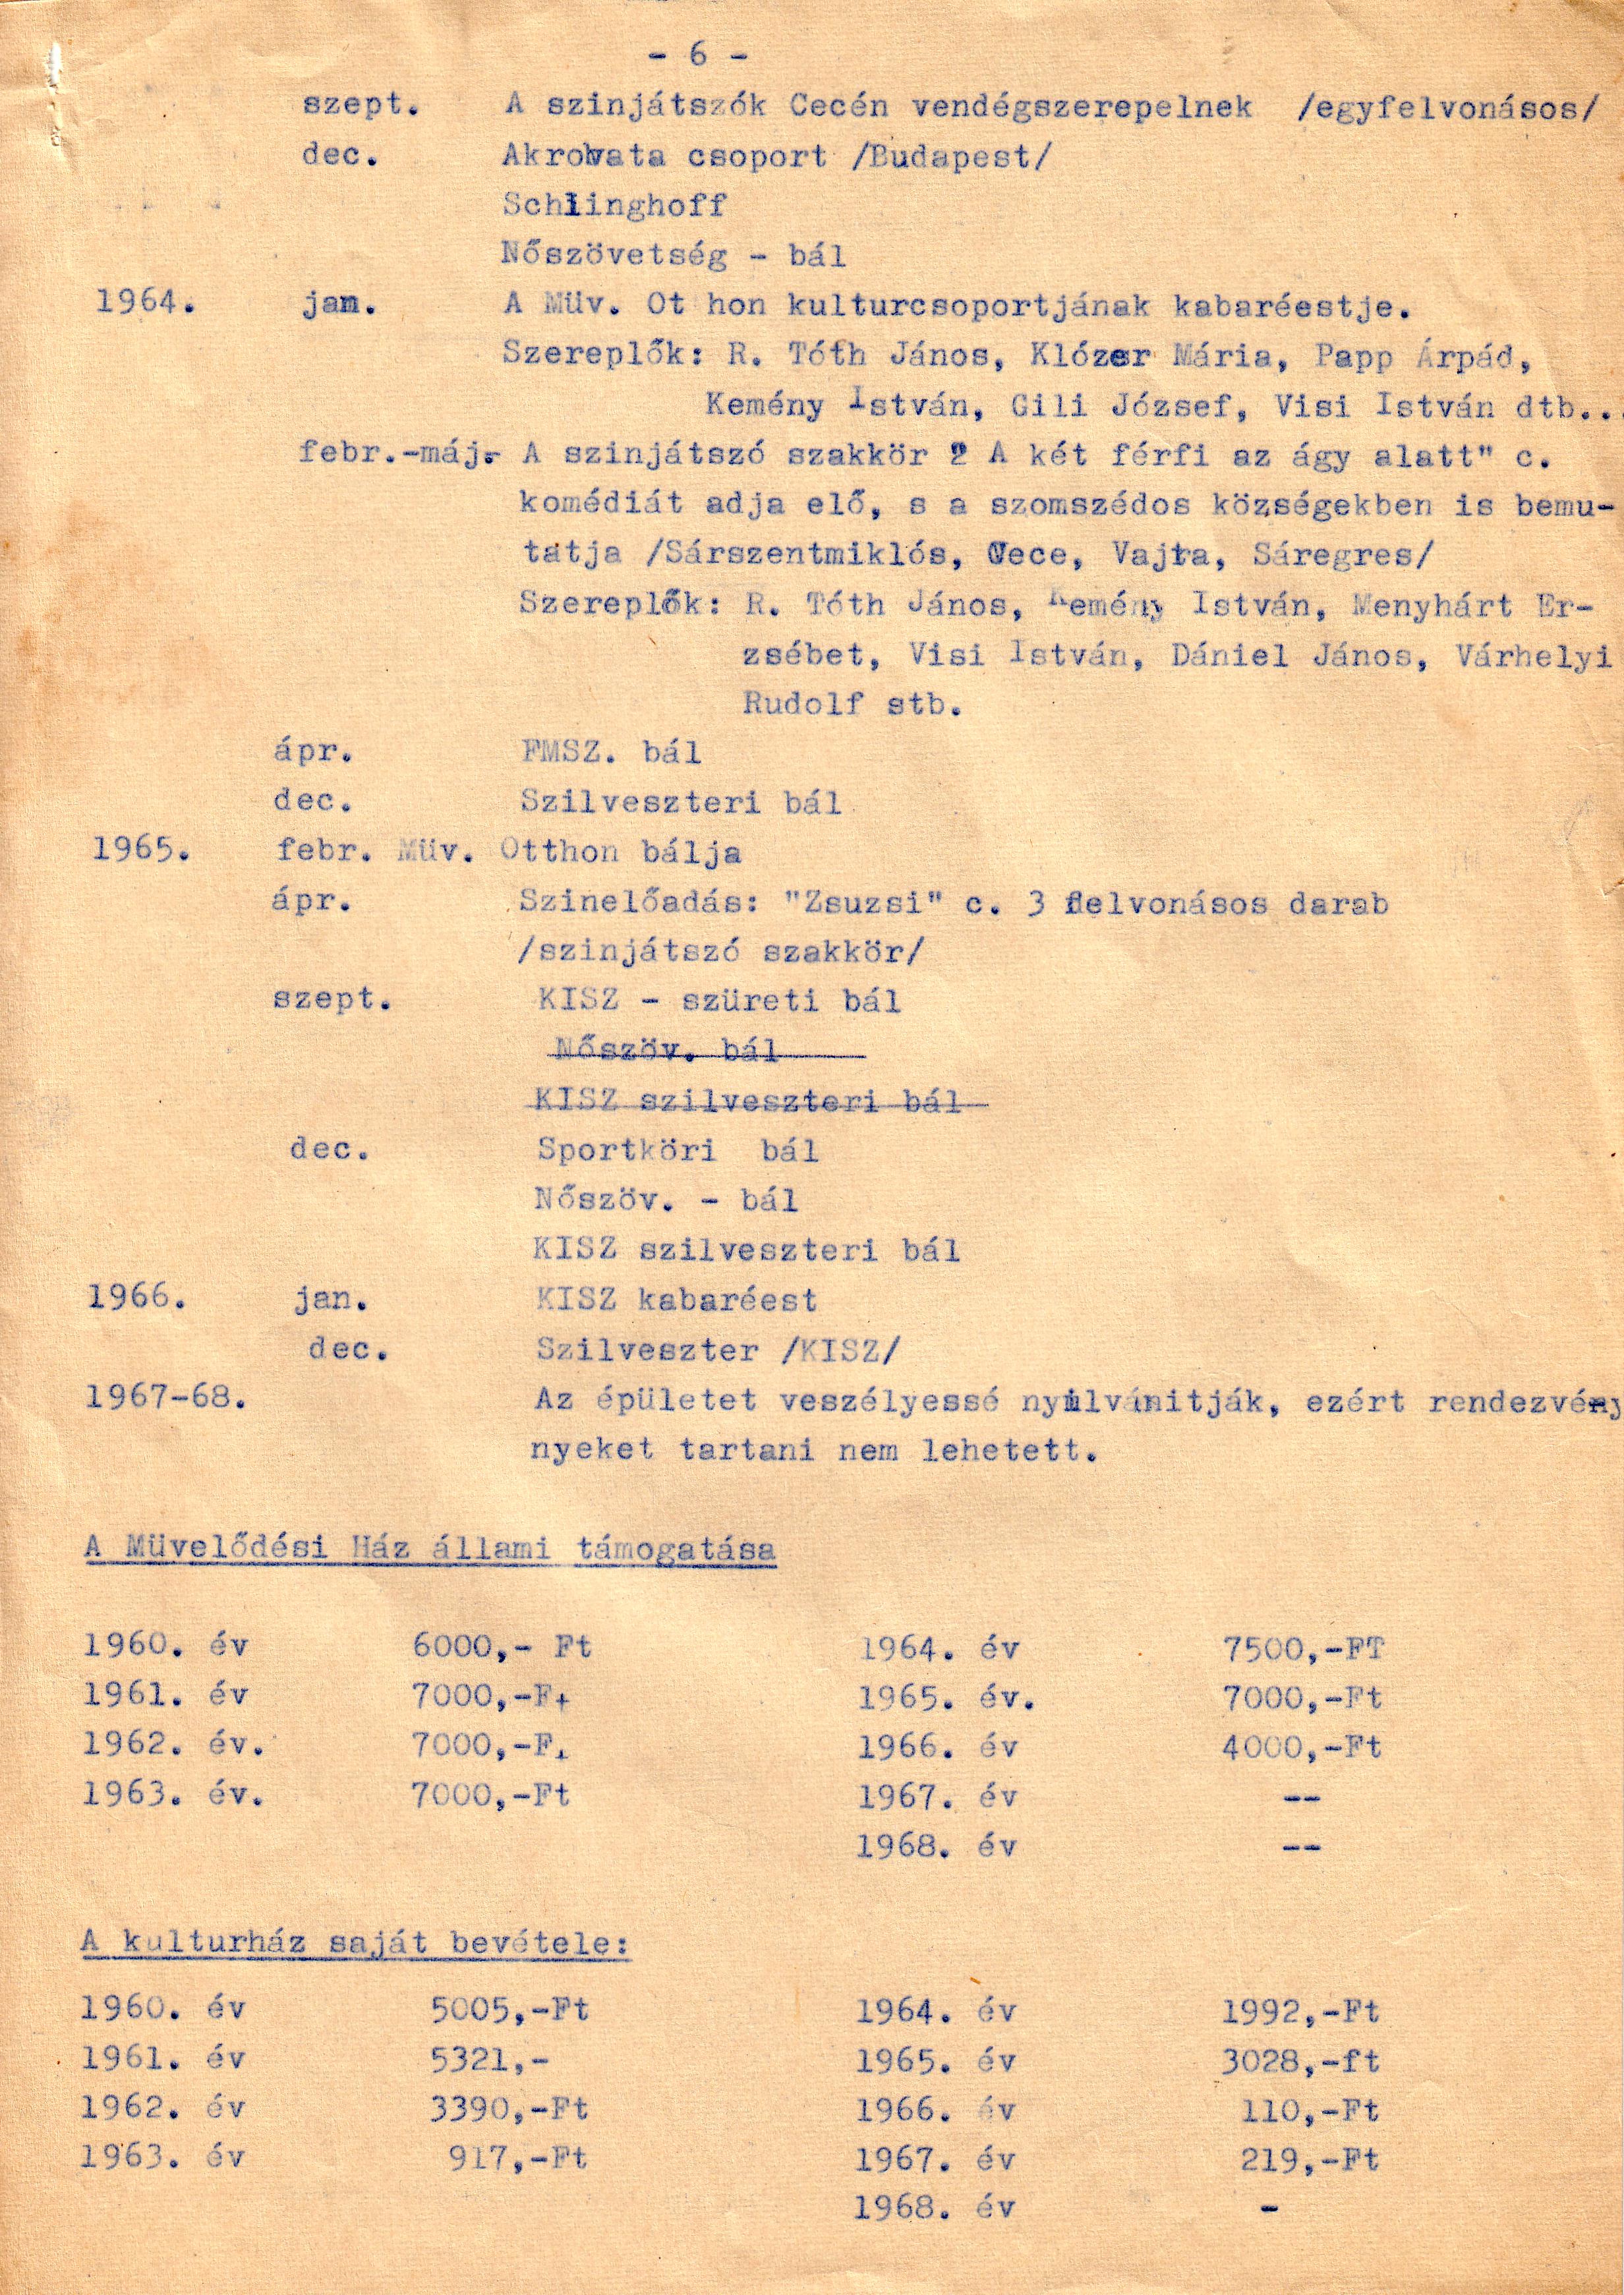 - 6 -
szept. A szinjátszók Cecén vendégszerepelnek /egyfelvonásos/
dec. Akrobata csoport /Budapest/
Schlinghoff
Nőszövetség - bál
1964. jan. A Müv. Ot hon kulturcsoportjának kabaréestje.
Szereplők: R. Tóth János, Klózer Mária, Papp Árpád,
Kemény István, Gili József, Visi István dtb...
febr.-máj. A szinjátszó szakkör " A két férfi az ágy alatt" c.
komédiát adja elő, s a szomszédos községekben is bemu-
tatja /Sárszentmiklós, Cece, Vajta, Sáregres/
Szereplők: R. Tóth János, Kemény István, Menyhárt Er-
zsébet, Visi István, Dániel János, Várhelyi
Rudolf stb.
ápr. FMSZ. bál
dec. Szilveszteri bál
1965. febr. Müv. Otthon bálja
ápr. Szinelőadás: "Zsuzsi" c. 3 felvonásos darab
/szinjátszó szakkör/
szept. KISZ - szüreti bál
Nőszöv. bál
KISZ szilveszteri bál
dec. Sportköri bál
Nőszöv. - bál
KISZ szilveszteri bál
1966. jan. KISZ kabaréest
dec. Szilveszter /KISZ/
1967-68. Az épületet veszélyessé nyilvánitják, ezért rendezvé-
nyeket tartani nem lehetett.
A Müvelődési Ház állami támogatása
1960. év 6000,- Ft 1964. év 7500,-FT
1961. év 7000,-Ft 1965. év. 7000,-Ft
1962. év. 7000,-Ft 1966. év 4000,-Ft
1963. év. 7000,-Ft 1967. év --
1968. év --
A kulturház saját bevétele:
1960. év 5005,-Ft 1964. év 1992,-Ft
1961. év 5321,- 1965. év 3028,-ft
1962. év 3390,-Ft 1966. év 110,-Ft
1963. év 917,-Ft 1967. év 219,-Ft
1968. év -